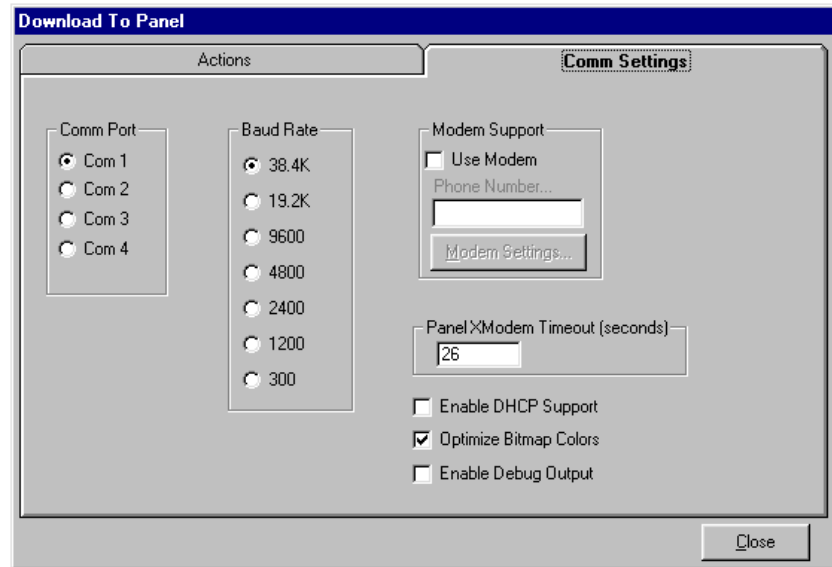 Download To Panel
Actions
Comm Settings
Comm Port
Com 1
Com 2
Com 3
Com 4
Baud Rate
38.4K
19.2K
9600
4800
2400
1200
300
Modem Support
Use Modem
Phone Number...
Modem Settings...
Panel XModem Timeout (seconds)
26
Enable DHCP Support
Optimize Bitmap Colors
Enable Debug Output
Close